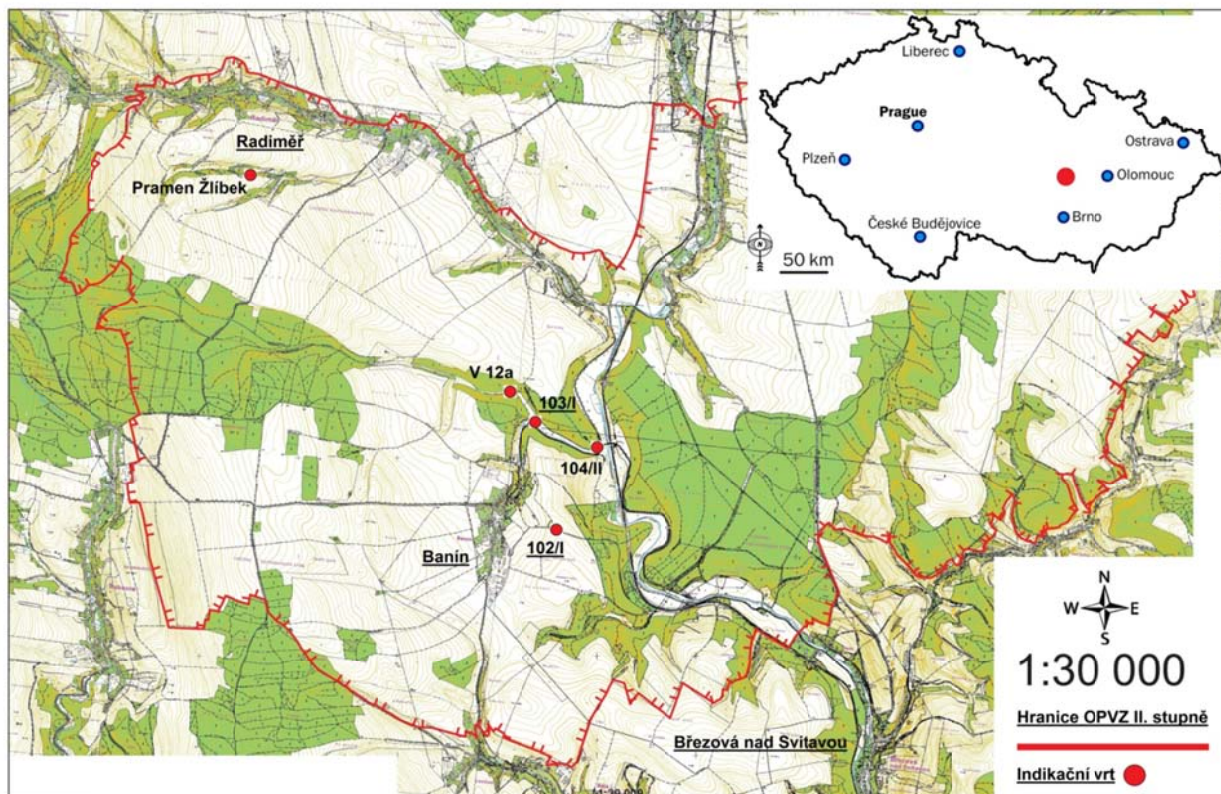 Radiměř
Pramen Žlíbek
V 12a
103/I
104/II
102/I
Banín
Březová nad Svitavou
Liberec
Prague
Plzeň
Ostrava
Olomouc
Brno
České Budějovice
N
50 km
N
W E
S
1:30 000
Hranice OPVZ II. stupně
Indikační vrt